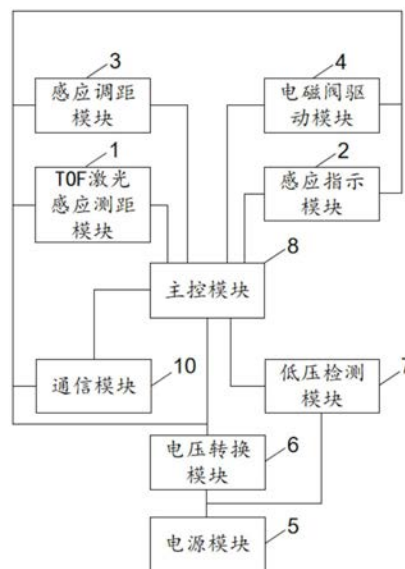 3
感应调距
模块
4
电磁阀驱
动模块
1
TOF激光
感应测距
模块
2
感应指示
模块
8
主控模块
10
通信模块
7
低压检测
模块
6
电压转换
模块
5
电源模块